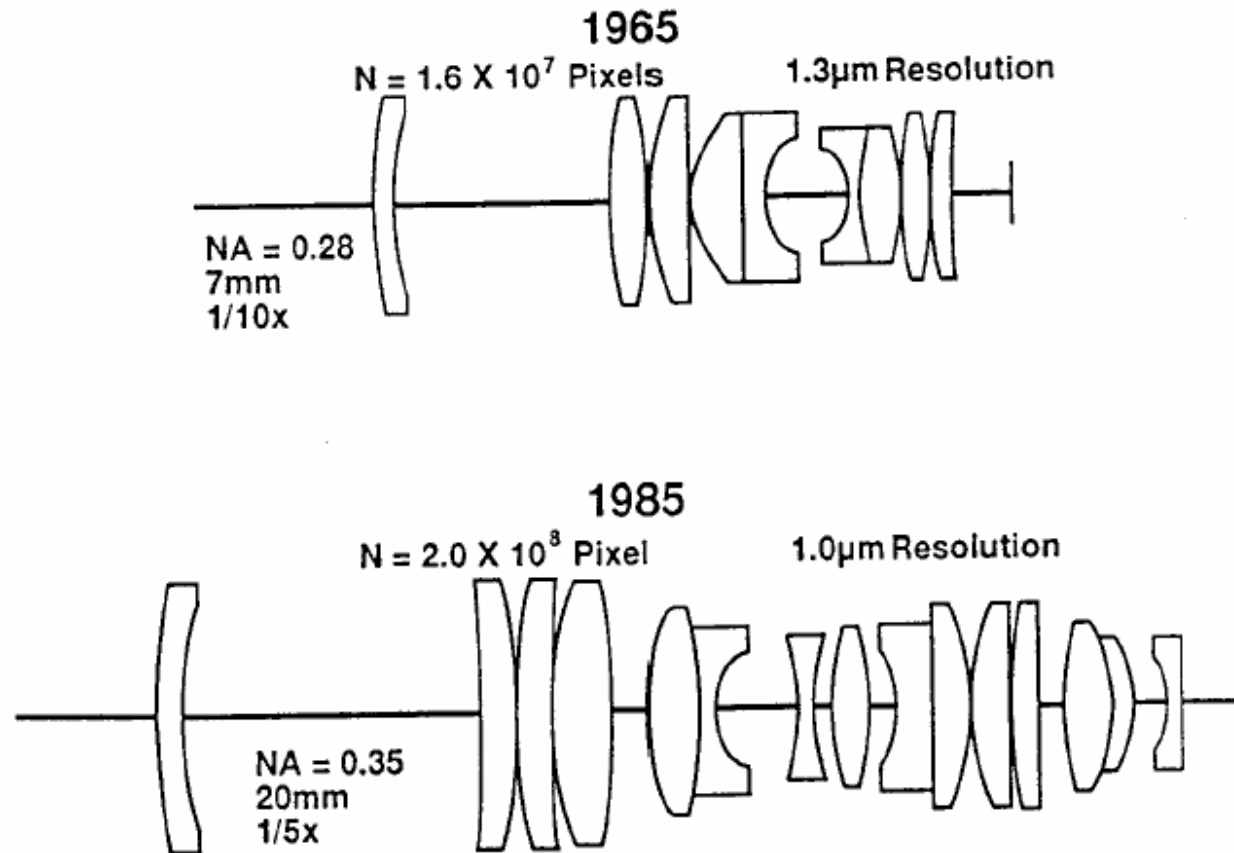 1965
N = 1.6 X 10⁷ Pixels
1.3µm Resolution
NA = 0.28
7mm
1/10x
1985
N = 2.0 X 10⁸ Pixel
1.0µm Resolution
NA = 0.35
20mm
1/5x